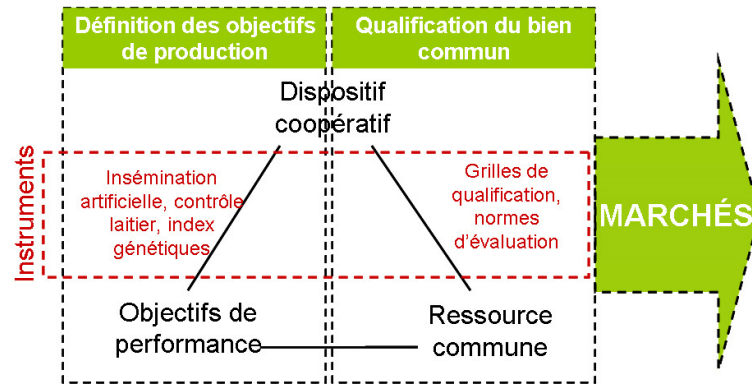 Définition des objectifs
de production
Qualification du bien
commun
Dispositif
coopératif
Instruments
Insémination
artificielle, contrôle
laitier, index
génétiques
Grilles de
qualification,
normes
d'évaluation
MARCHÉS
Objectifs de
performance
Ressource
commune